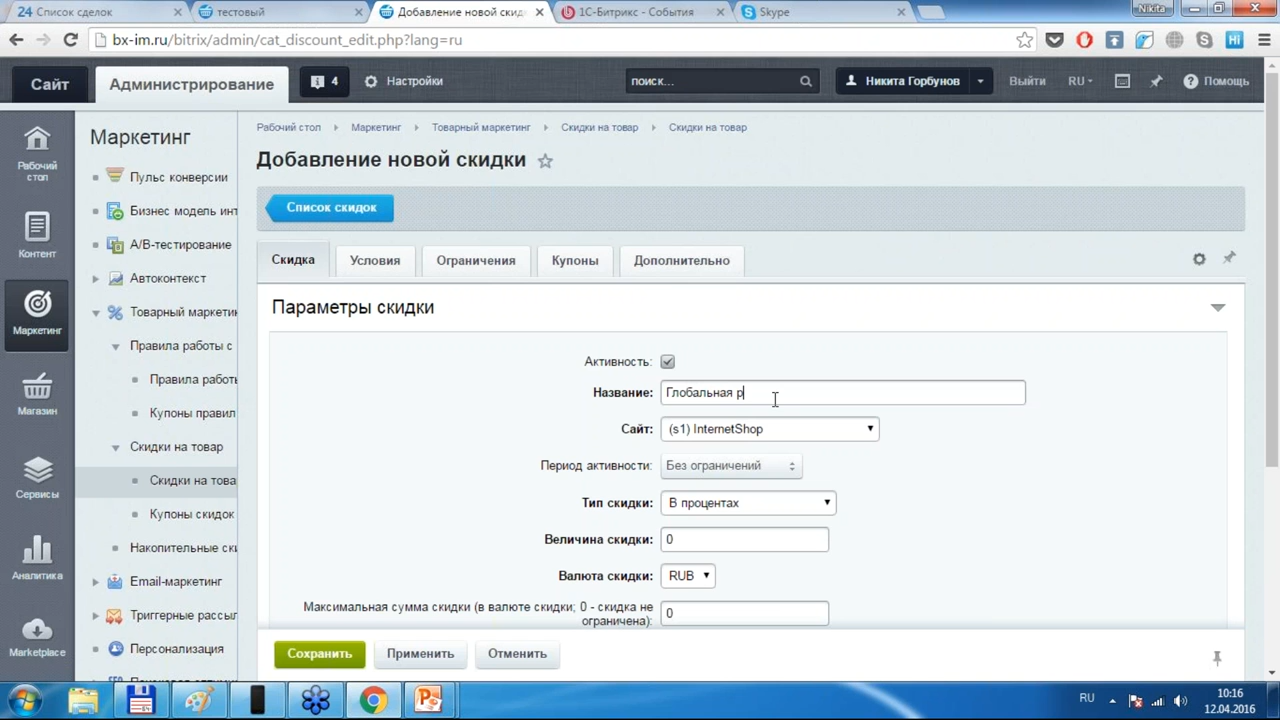 24 Список сделок
тестовый
Добавление новой скид
1С-Битрикс - События
Skype
Nikita
bx-im.ru/bitrix/admin/cat_discount_edit.php?lang=ru
Сайт
Администрирование
4
Настройки
поиск...
Никита Горбунов
Выйти
RU
Помощь
Рабочий стол
Контент
Маркетинг
Магазин
Сервисы
Аналитика
Marketplace
Маркетинг
Пульс конверсии
Бизнес модель инт
A/B-тестирование
Автоконтекст
Товарный маркетин
Правила работы с
Правила работь
Купоны правил
Скидки на товар
Скидки на това
Купоны скидок
Накопительные ски
Email-маркетинг
Триггерные рассыл
Персонализация
Рабочий стол
Маркетинг
Товарный маркетинг
Скидки на товар
Скидки на товар
Добавление новой скидки
Список скидок
Скидка
Условия
Ограничения
Купоны
Дополнительно
Параметры скидки
Активность:
Название: Глобальная р
Сайт: (s1) InternetShop
Период активности: Без ограничений
Тип скидки: В процентах
Величина скидки: 0
Валюта скидки: RUB
Максимальная сумма скидки (в валюте скидки; 0 - скидка не
ограничена): 0
Сохранить
Применить
Отменить
RU
10:16
12.04.2016